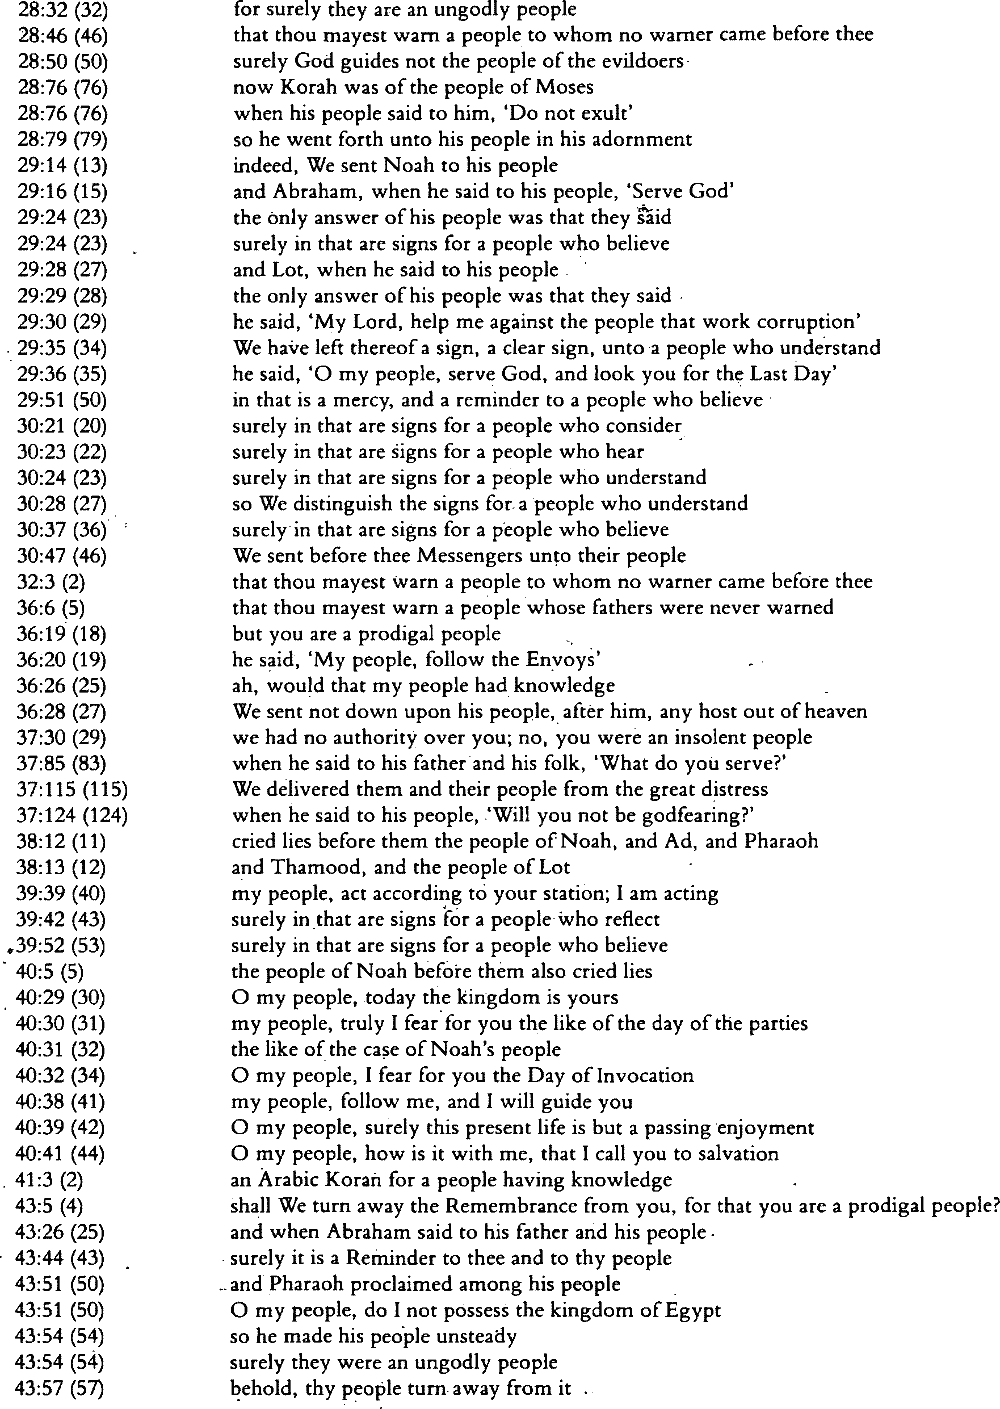 28:32 (32) for surely they are an ungodly people
28:46 (46) that thou mayest warn a people to whom no warner came before thee
28:50 (50) surely God guides not the people of the evildoers
28:76 (76) now Korah was of the people of Moses
28:76 (76) when his people said to him, ‘Do not exult’
28:79 (79) so he went forth unto his people in his adornment
29:14 (13) indeed, We sent Noah to his people
29:16 (15) and Abraham, when he said to his people, ‘Serve God’
29:24 (23) the only answer of his people was that they said
29:24 (23) surely in that are signs for a people who believe
29:28 (27) and Lot, when he said to his people
29:29 (28) the only answer of his people was that they said
29:30 (29) he said, ‘My Lord, help me against the people that work corruption’
29:35 (34) We have left thereof a sign, a clear sign, unto a people who understand
29:36 (35) he said, ‘O my people, serve God, and look you for the Last Day’
29:51 (50) in that is a mercy, and a reminder to a people who believe
30:21 (20) surely in that are signs for a people who consider
30:23 (22) surely in that are signs for a people who hear
30:24 (23) surely in that are signs for a people who understand
30:28 (27) so We distinguish the signs for a people who understand
30:37 (36) surely in that are signs for a people who believe
30:47 (46) We sent before thee Messengers unto their people
32:3 (2) that thou mayest warn a people to whom no warner came before thee
36:6 (5) that thou mayest warn a people whose fathers were never warned
36:19 (18) but you are a prodigal people
36:20 (19) he said, ‘My people, follow the Envoys’
36:26 (25) ah, would that my people had knowledge
36:28 (27) We sent not down upon his people, after him, any host out of heaven
37:30 (29) we had no authority over you; no, you were an insolent people
37:85 (83) when he said to his father and his folk, ‘What do you serve?’
37:115 (115) We delivered them and their people from the great distress
37:124 (124) when he said to his people, ‘Will you not be godfearing?’
38:12 (11) cried lies before them the people of Noah, and Ad, and Pharaoh
38:13 (12) and Thamood, and the people of Lot
39:39 (40) my people, act according to your station; I am acting
39:42 (43) surely in that are signs for a people who reflect
39:52 (53) surely in that are signs for a people who believe
40:5 (5) the people of Noah before them also cried lies
40:29 (30) O my people, today the kingdom is yours
40:30 (31) my people, truly I fear for you the like of the day of the parties
40:31 (32) the like of the case of Noah's people
40:32 (34) O my people, I fear for you the Day of Invocation
40:38 (41) my people, follow me, and I will guide you
40:39 (42) O my people, surely this present life is but a passing enjoyment
40:41 (44) O my people, how is it with me, that I call you to salvation
41:3 (2) an Arabic Koran for a people having knowledge
43:5 (4) shall We turn away the Remembrance from you, for that you are a prodigal people?
43:26 (25) and when Abraham said to his father and his people
43:44 (43) surely it is a Reminder to thee and to thy people
43:51 (50) and Pharaoh proclaimed among his people
43:51 (50) O my people, do I not possess the kingdom of Egypt
43:54 (54) so he made his people unsteady
43:54 (54) surely they were an ungodly people
43:57 (57) behold, thy people turn away from it